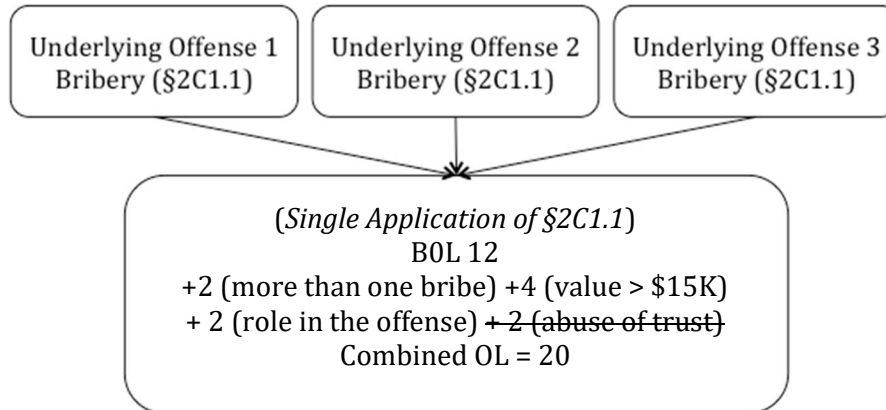 Underlying Offense 1
Bribery (§2C1.1)
Underlying Offense 2
Bribery (§2C1.1)
Underlying Offense 3
Bribery (§2C1.1)
(Single Application of §2C1.1)
B0L 12
+2 (more than one bribe) +4 (value > $15K)
+ 2 (role in the offense) + 2 (abuse of trust)
Combined OL = 20